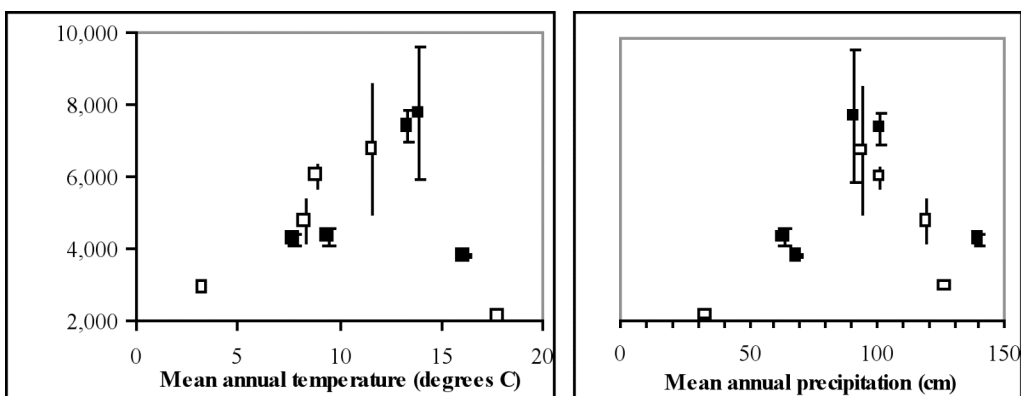 10,000
8,000
6,000
4,000
2,000
0 5 10 15 20
Mean annual temperature (degrees C)
0 50 100 150
Mean annual precipitation (cm)